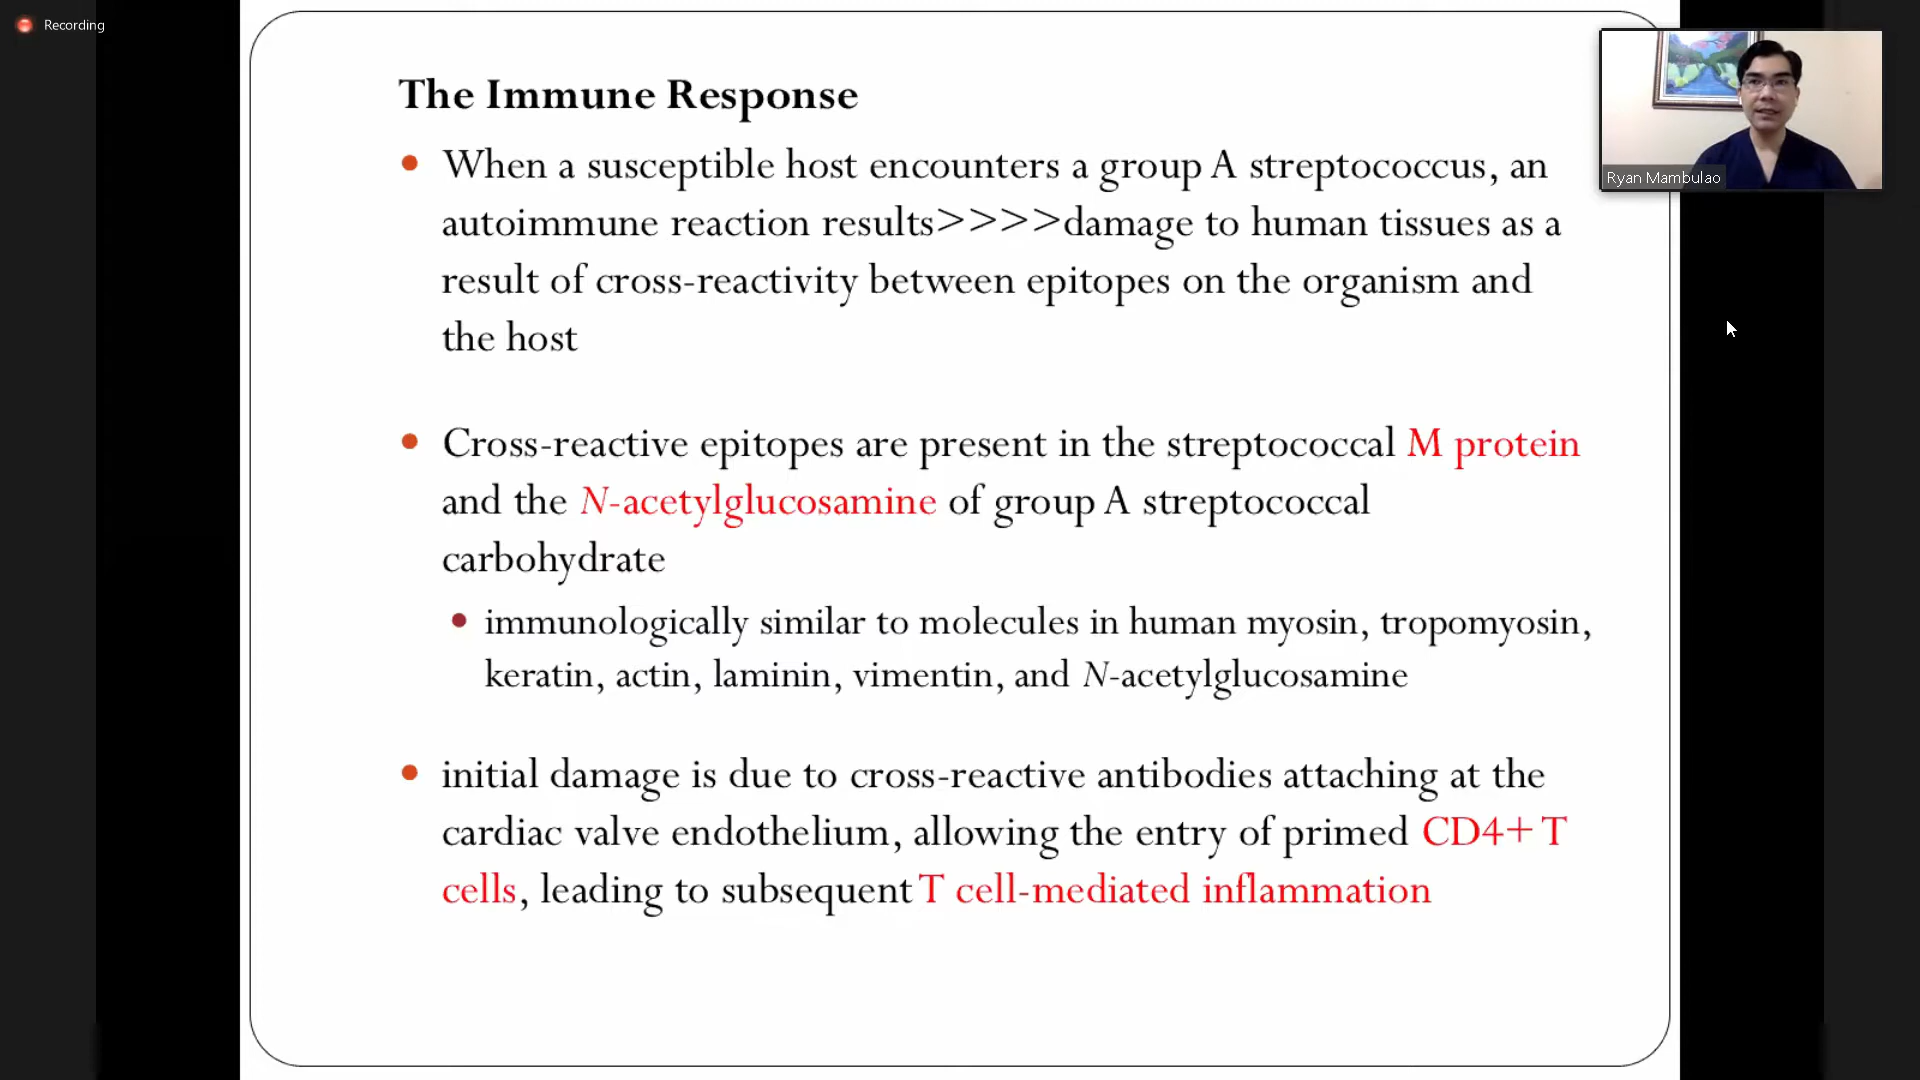 Recording
The Immune Response
When a susceptible host encounters a group A streptococcus, an
autoimmune reaction results>>>>damage to human tissues as a
result of cross-reactivity between epitopes on the organism and
the host
Cross-reactive epitopes are present in the streptococcal M protein
and the N-acetylglucosamine of group A streptococcal
carbohydrate
immunologically similar to molecules in human myosin, tropomyosin,
keratin, actin, laminin, vimentin, and N-acetylglucosamine
initial damage is due to cross-reactive antibodies attaching at the
cardiac valve endothelium, allowing the entry of primed CD4+ T
cells, leading to subsequent T cell-mediated inflammation
Ryan Mambulao